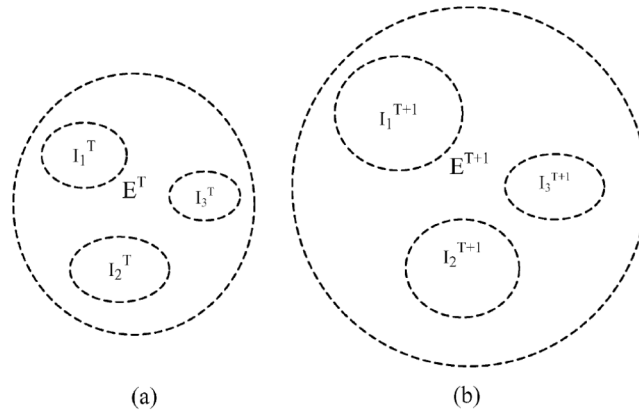 I₁ᵀ
Eᵀ
I₃ᵀ
I₂ᵀ
(a)
I₁ᵀ⁺¹
Eᵀ⁺¹
I₃ᵀ⁺¹
I₂ᵀ⁺¹
(b)